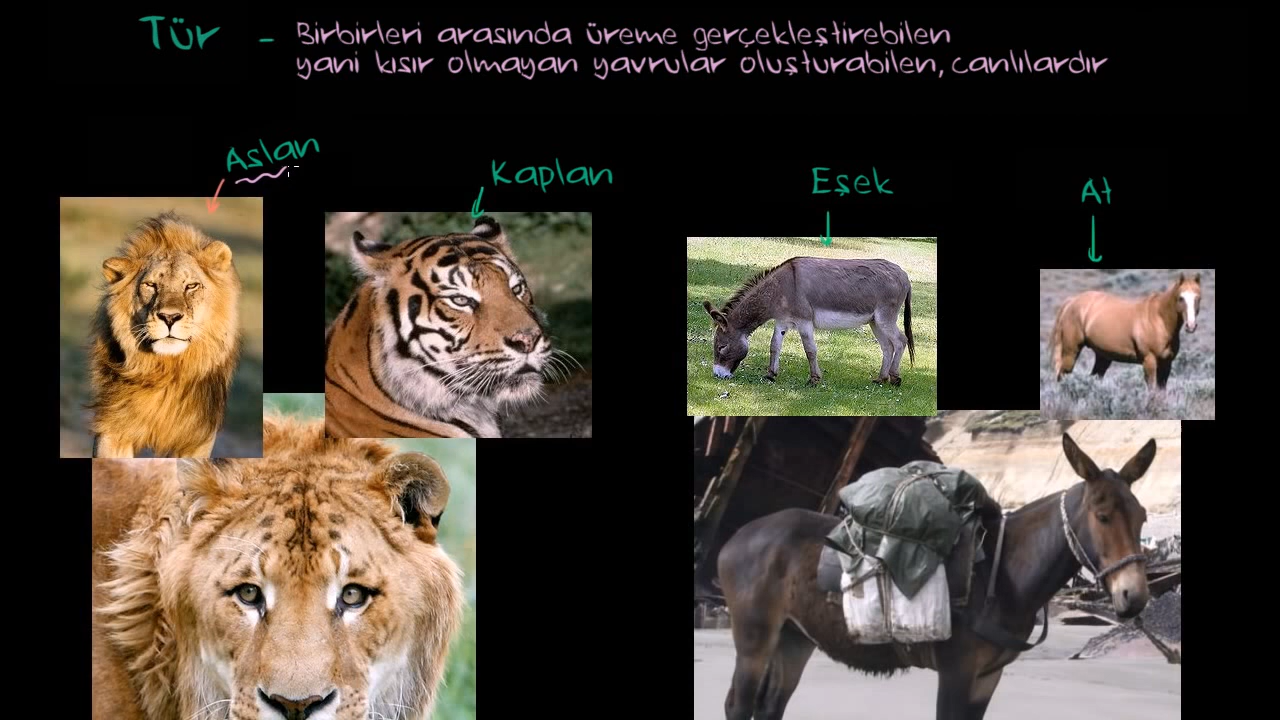 Tür - Birbirleri arasında üreme gerçekleştirebilen
yani kısır olmayan yavrular oluşturabilen, canlılardır
Aslan
Kaplan
Eşek
At